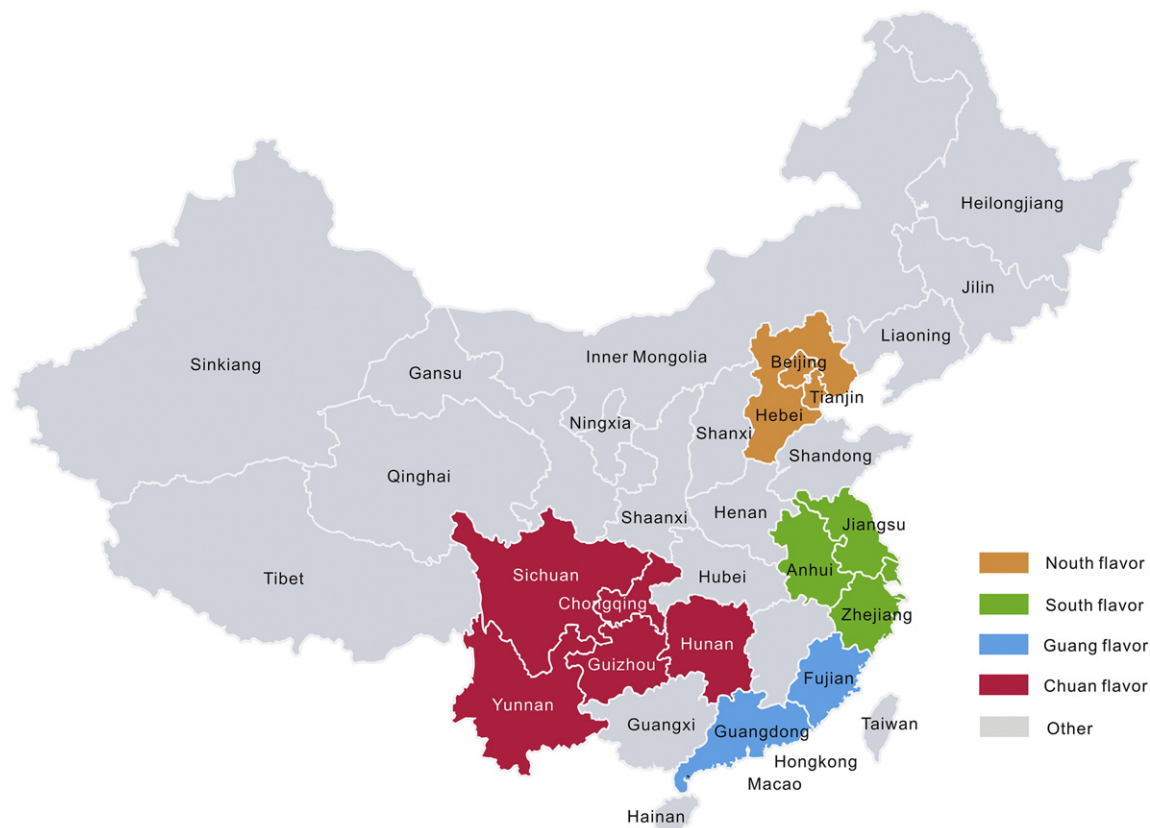 Heilongjiang
Jilin
Liaoning
Inner Mongolia
Sinkiang
Gansu
Beijing
Tianjin
Hebei
Ningxia
Shanxi
Shandong
Qinghai
Henan
Shaanxi
Jiangsu
Tibet
Sichuan
Hubei
Anhui
Chongqing
Zhejiang
Hunan
Guizhou
Fujian
Yunnan
Guangxi
Guangdong
Taiwan
Hongkong
Macao
Hainan
Nouth flavor
South flavor
Guang flavor
Chuan flavor
Other